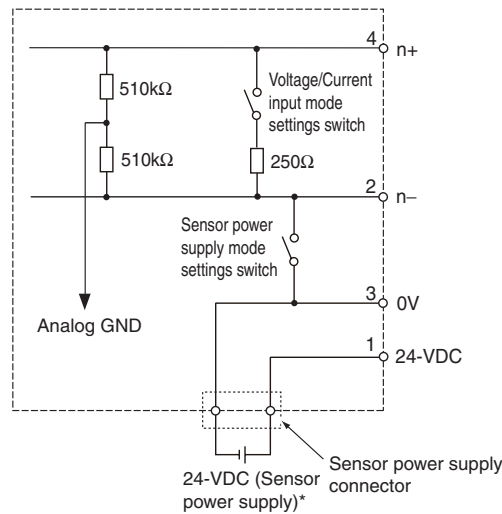 4
n+
510kΩ
Voltage/Current
input mode
settings switch
510kΩ
250Ω
2
n–
Sensor power
supply mode
settings switch
3
0V
Analog GND
1
24-VDC
24-VDC (Sensor
power supply)*
Sensor power supply
connector